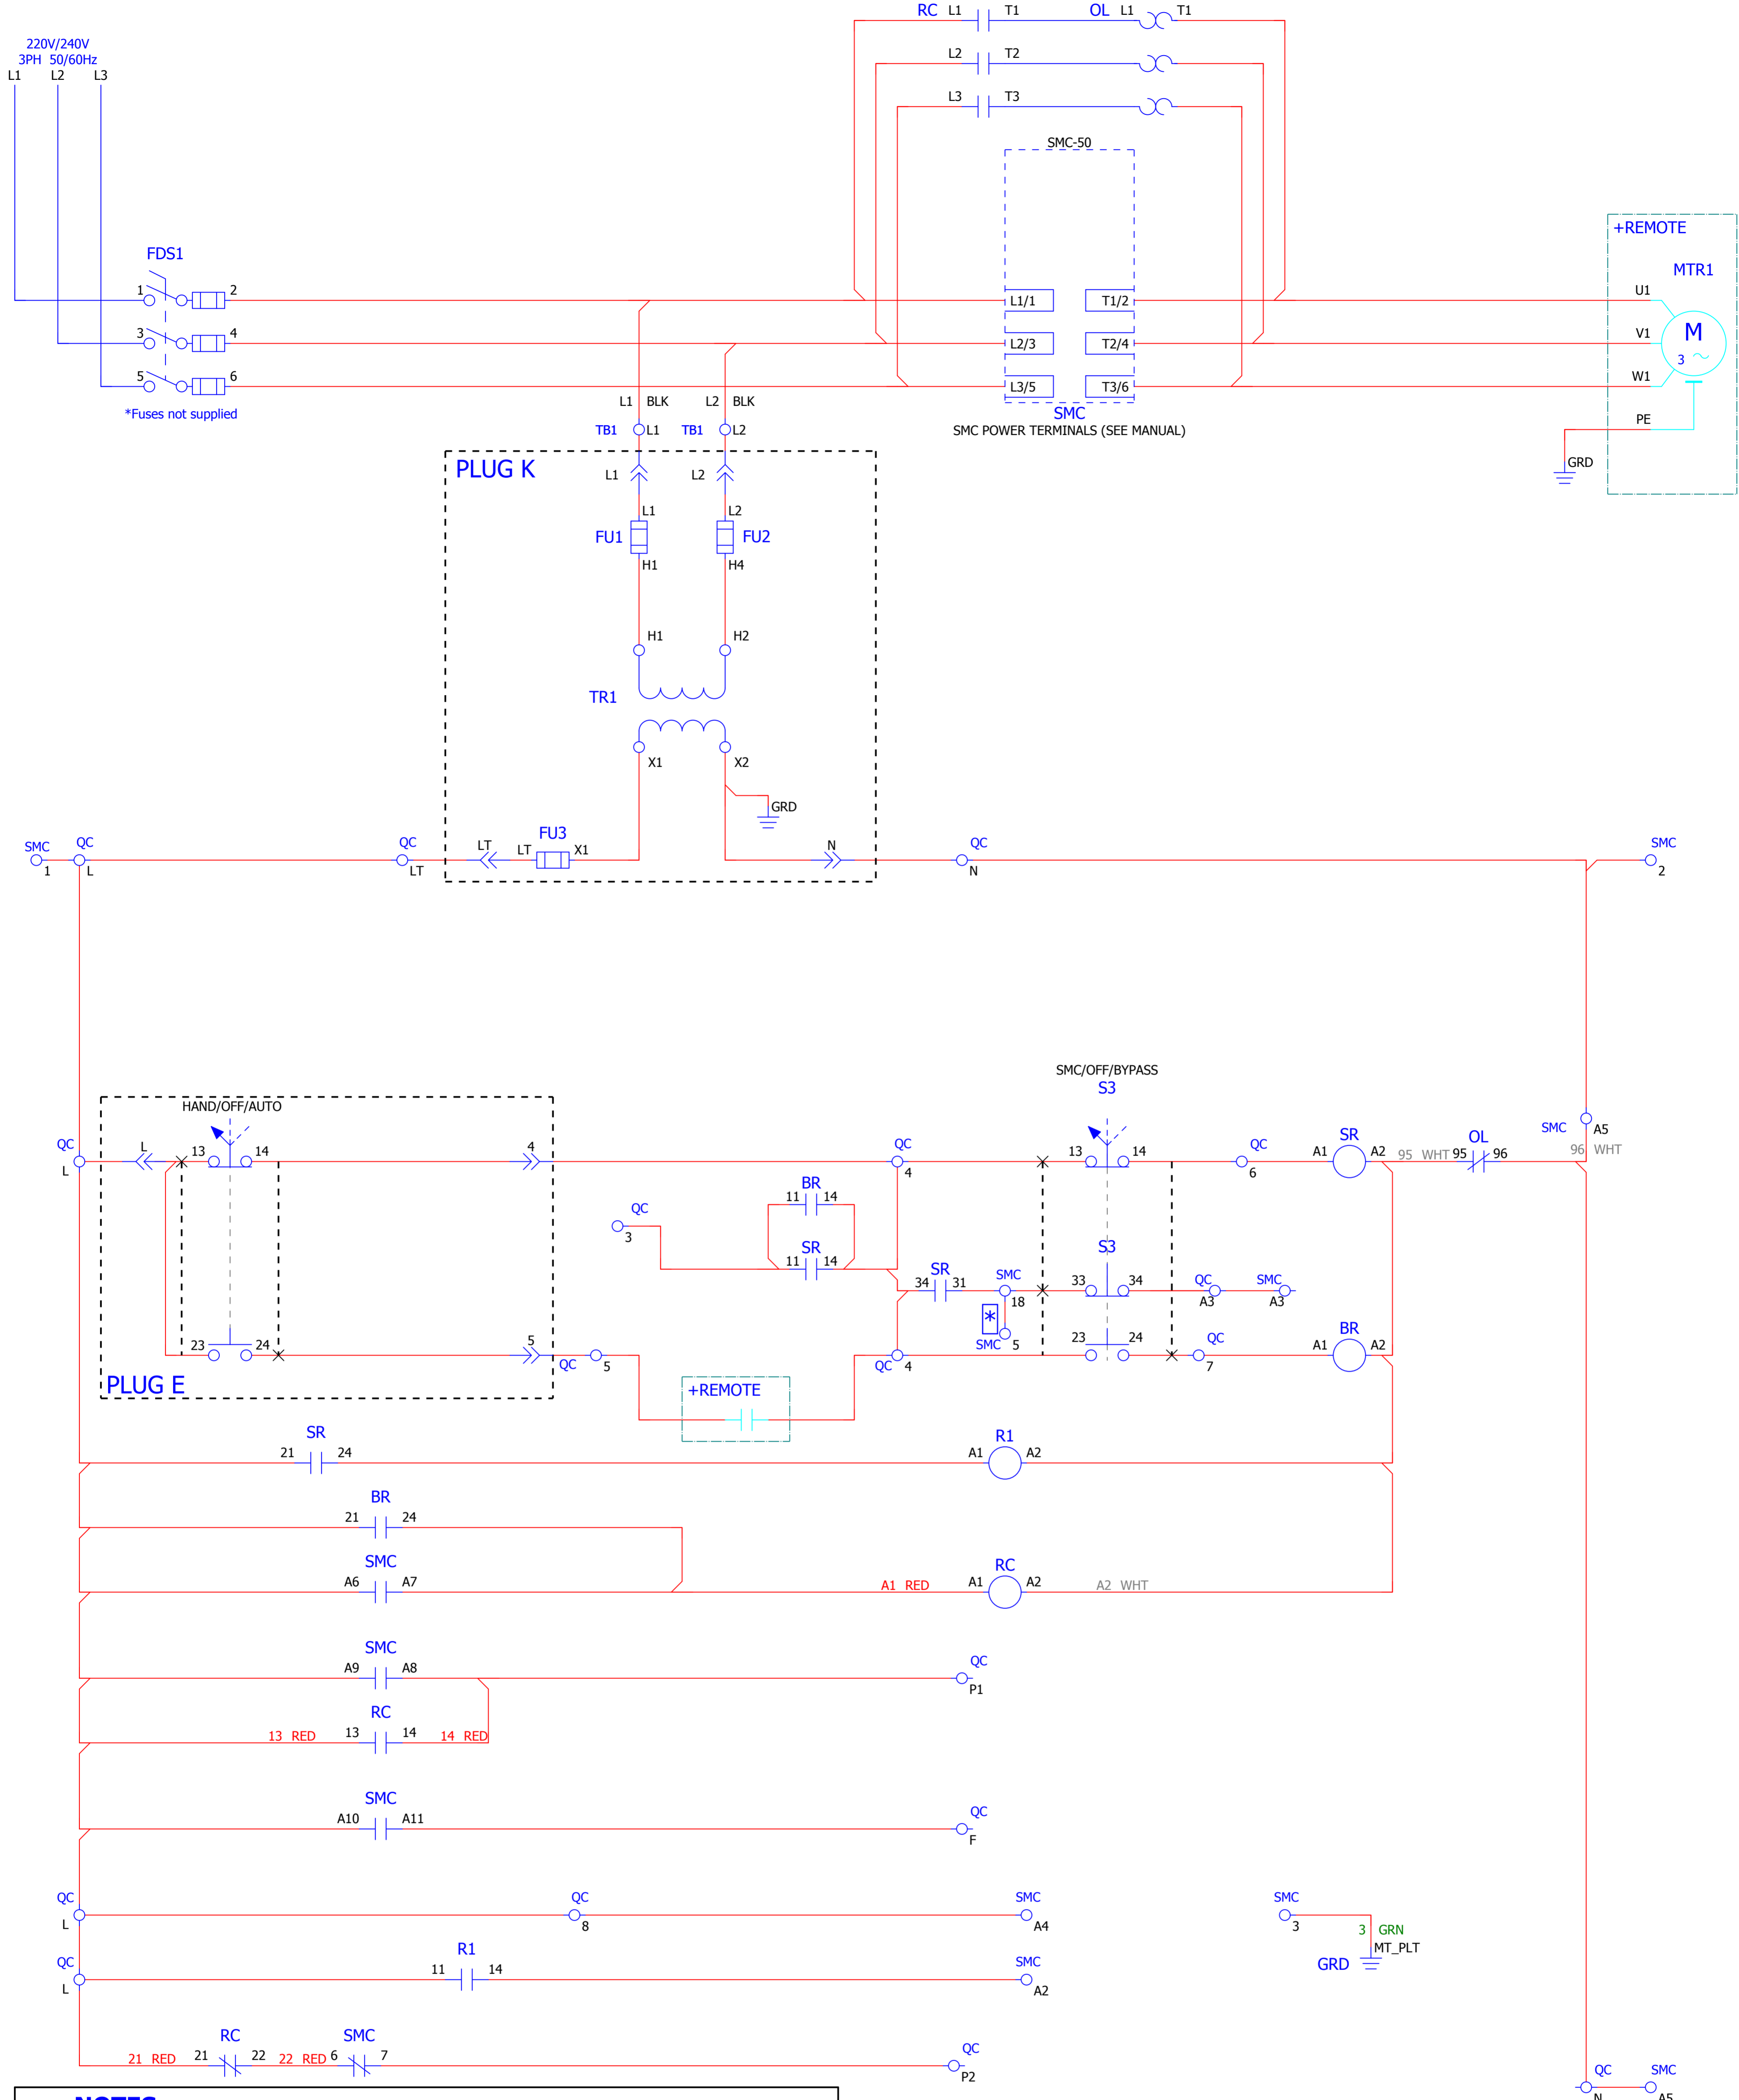 RC L1 T1 OL L1 T1
220V/240V
3PH 50/60Hz
L1 L2 L3
L2 T2
L3 T3
SMC-50
+REMOTE
FDS1
MTR1
1 2 L1/1 T1/2 U1
3 4 L2/3 T2/4 V1 M
3
5 6 L3/5 T3/6 W1
*Fuses not supplied
L1 BLK L2 BLK
SMC
PE
TB1 L1 TB1 L2
SMC POWER TERMINALS (SEE MANUAL)
GRD
PLUG K
L1 L2
L1 L2
FU1 FU2
H1 H4
H1 H2
TR1
X1 X2
GRD
SMC QC QC FU3 N QC SMC
LT LT X1
1 L LT N 2
SMC/OFF/BYPASS
S3
HAND/OFF/AUTO
SMC A5
QC L 13 14 4 QC 13 14 QC SR OL
A1 A2 95 WHT 95 96 96 WHT
L 4 6
BR
11 14
QC
3
SR
11 14
S3
SR
34 31 SMC 33 34 QC SMC
18 A3 A3
*
SMC 5
23 24 5 QC 5 QC 4 23 24 QC 7 BR A1 A2
PLUG E
+REMOTE
SR R1
21 24 A1 A2
BR
21 24
SMC RC
A6 A7 A1 RED A1 A2 A2 WHT
SMC
A9 A8 QC
P1
RC
13 RED 13 14 14 RED
SMC
A10 A11 QC
F
QC QC SMC SMC
L 8 A4 3
3 GRN
MT_PLT
GRD
QC R1 SMC
L 11 14 A2
RC SMC
21 RED 21 22 22 RED 6 7 QC
P2
QC SMC
N A5
NOTES